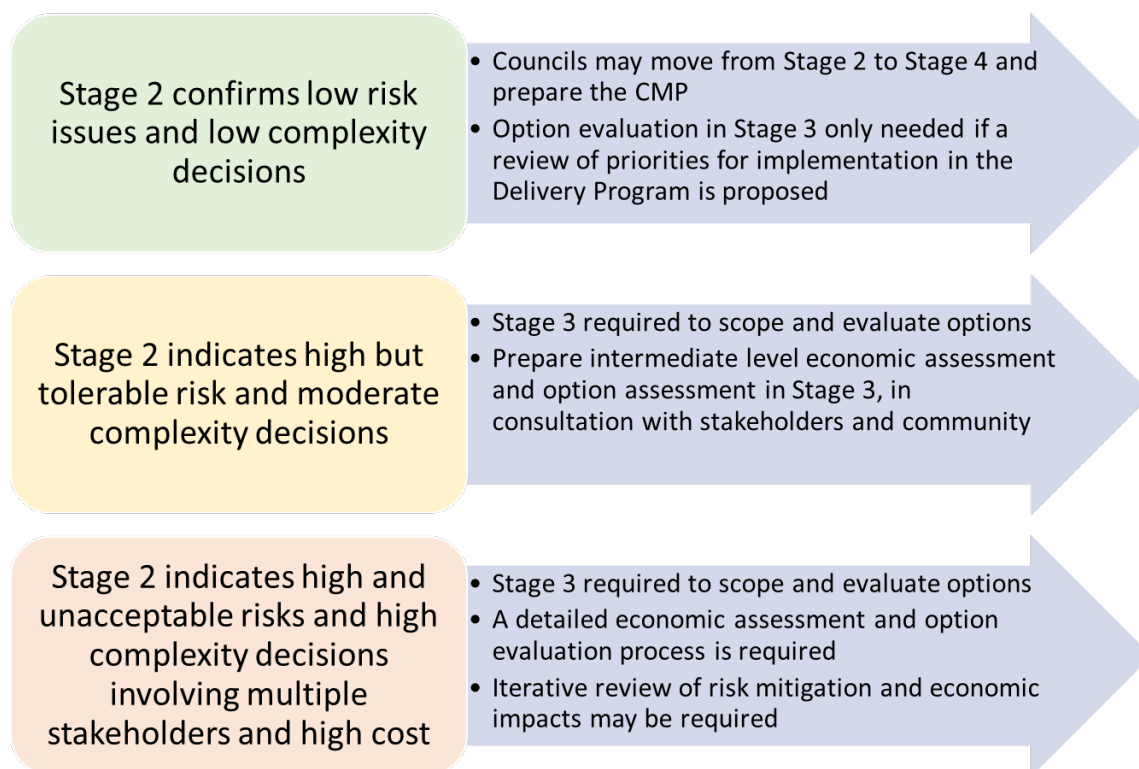 Stage 2 confirms low risk
issues and low complexity
decisions
• Councils may move from Stage 2 to Stage 4 and
prepare the CMP
• Option evaluation in Stage 3 only needed if a
review of priorities for implementation in the
Delivery Program is proposed
Stage 2 indicates high but
tolerable risk and moderate
complexity decisions
• Stage 3 required to scope and evaluate options
• Prepare intermediate level economic assessment
and option assessment in Stage 3, in
consultation with stakeholders and community
Stage 2 indicates high and
unacceptable risks and high
complexity decisions
involving multiple
stakeholders and high cost
• Stage 3 required to scope and evaluate options
• A detailed economic assessment and option
evaluation process is required
• Iterative review of risk mitigation and economic
impacts may be required